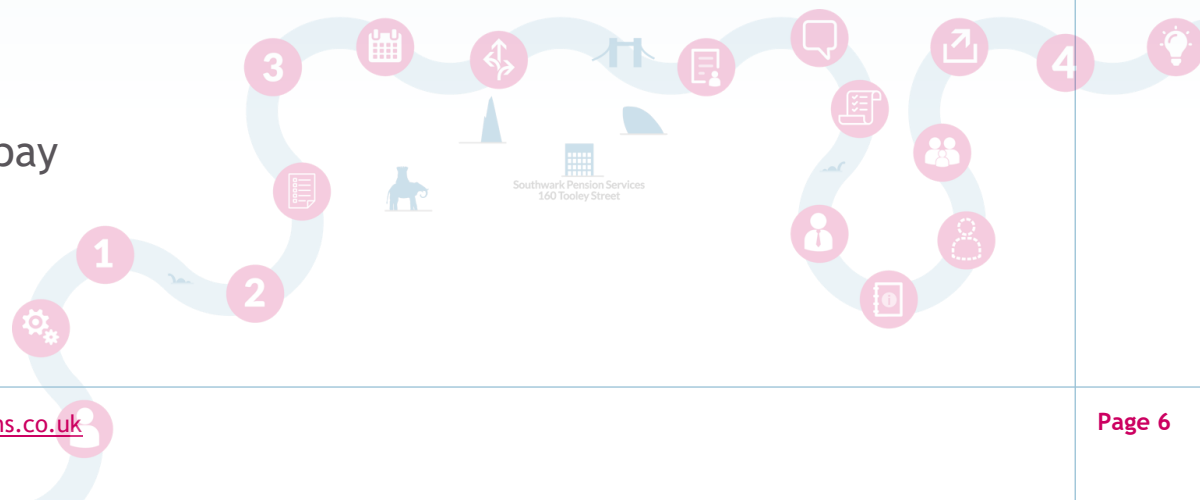 3
4
pay
Southwark Pension Services
160 Tooley Street
1
2
ns.co.uk
Page 6